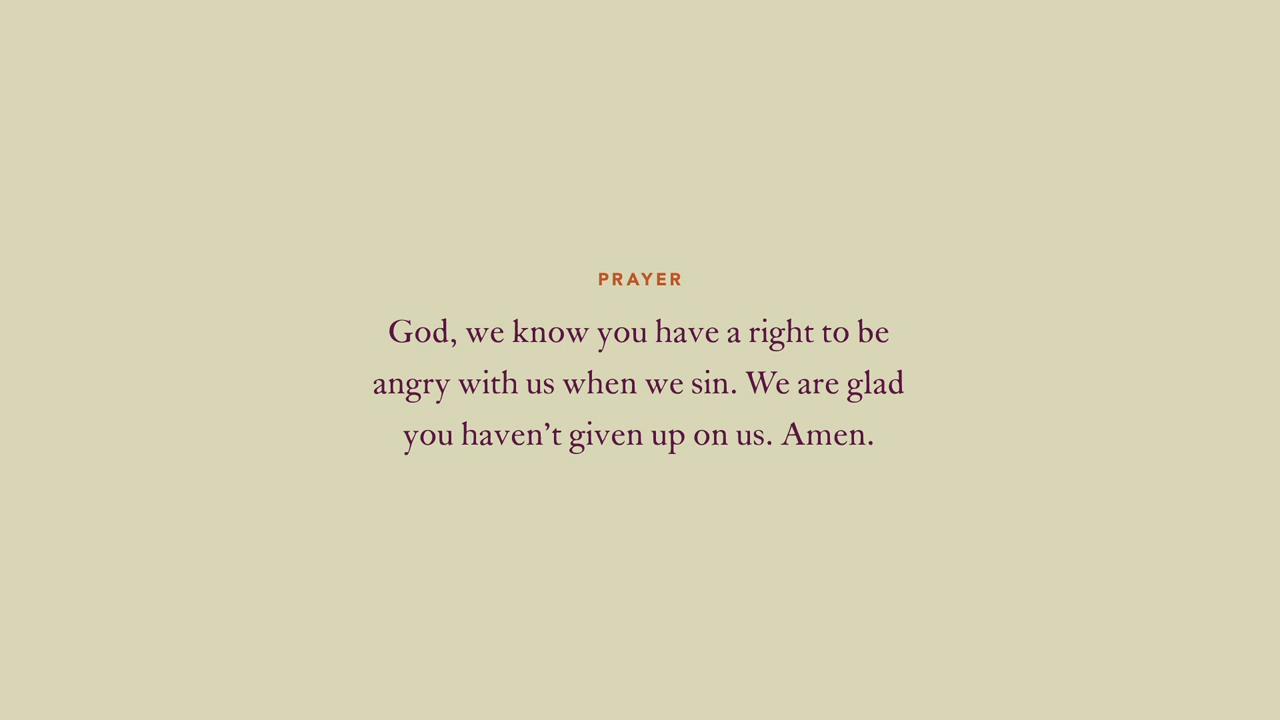 PRAYER
God, we know you have a right to be
angry with us when we sin. We are glad
you haven’t given up on us. Amen.